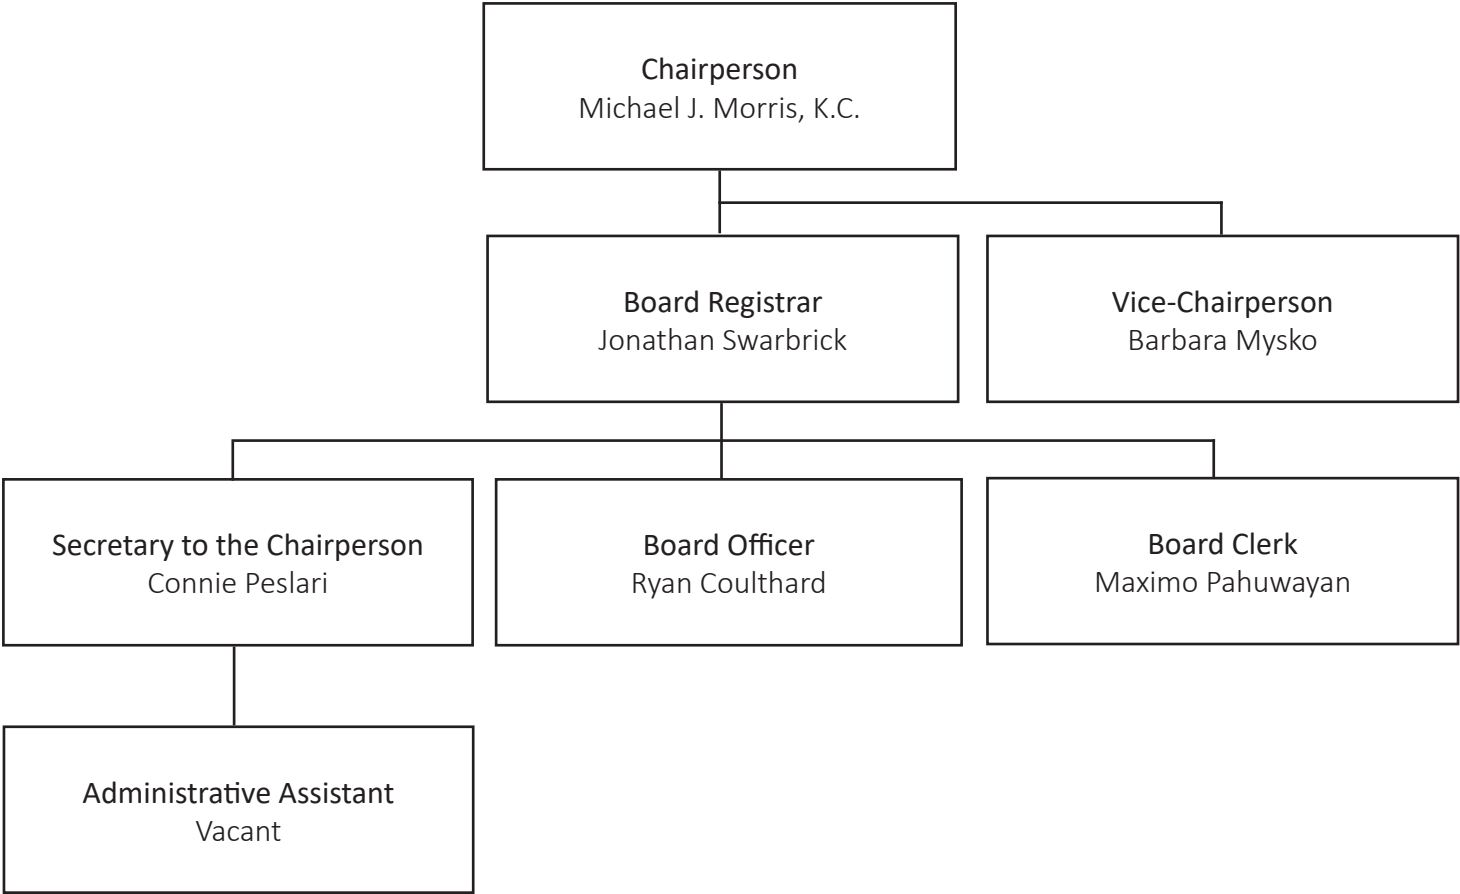 Chairperson
Michael J. Morris, K.C.
Board Registrar
Jonathan Swarbrick
Vice-Chairperson
Barbara Mysko
Secretary to the Chairperson
Connie Peslari
Board Officer
Ryan Coulthard
Board Clerk
Maximo Pahuwayan
Administrative Assistant
Vacant